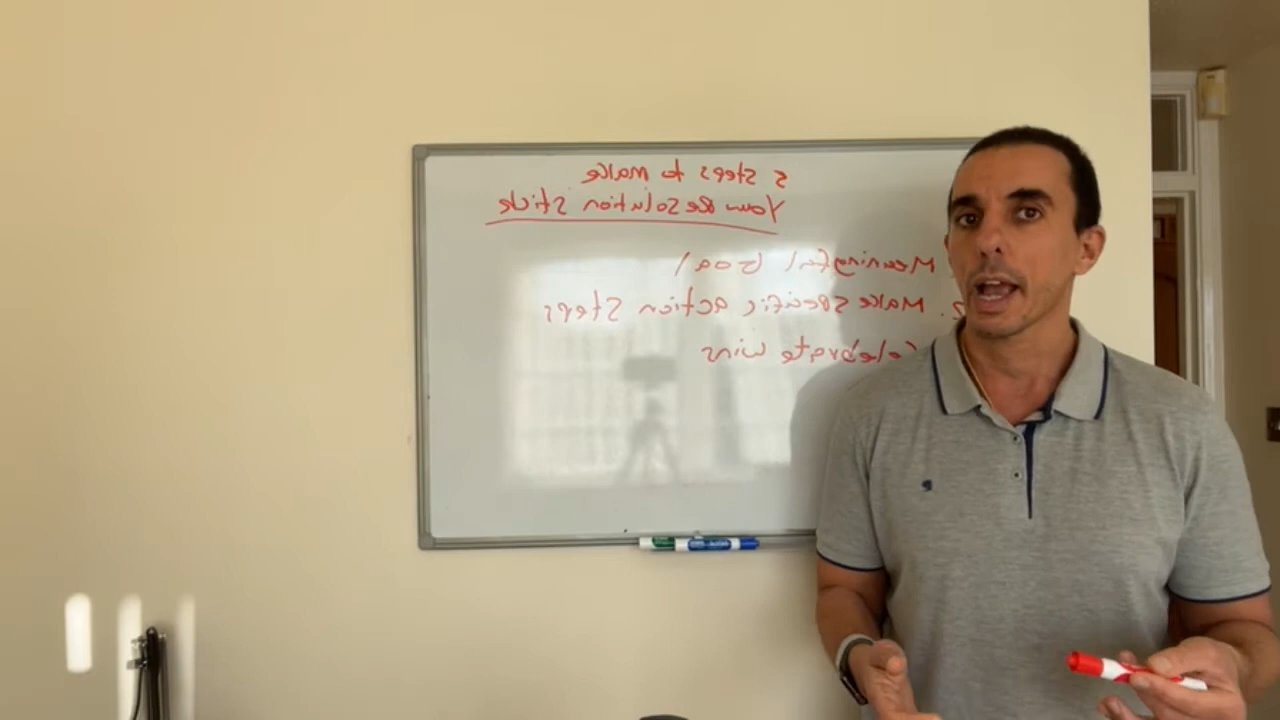 5 Steps to make
Your Resolution Stick
Meaningful Goal
2. Make specific action steps
Celebrate wins